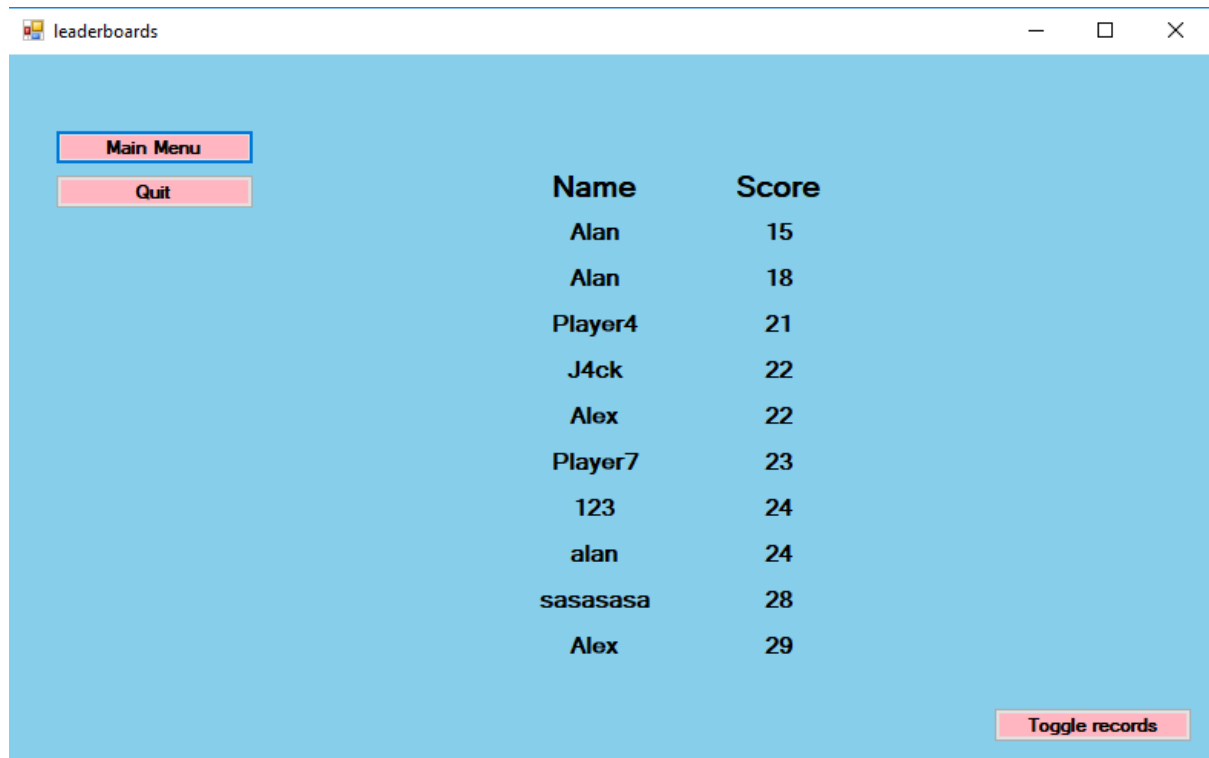 leaderboards
Main Menu
Quit
Name Score
Alan 15
Alan 18
Player4 21
J4ck 22
Alex 22
Player7 23
123 24
alan 24
sasasasa 28
Alex 29
Toggle records